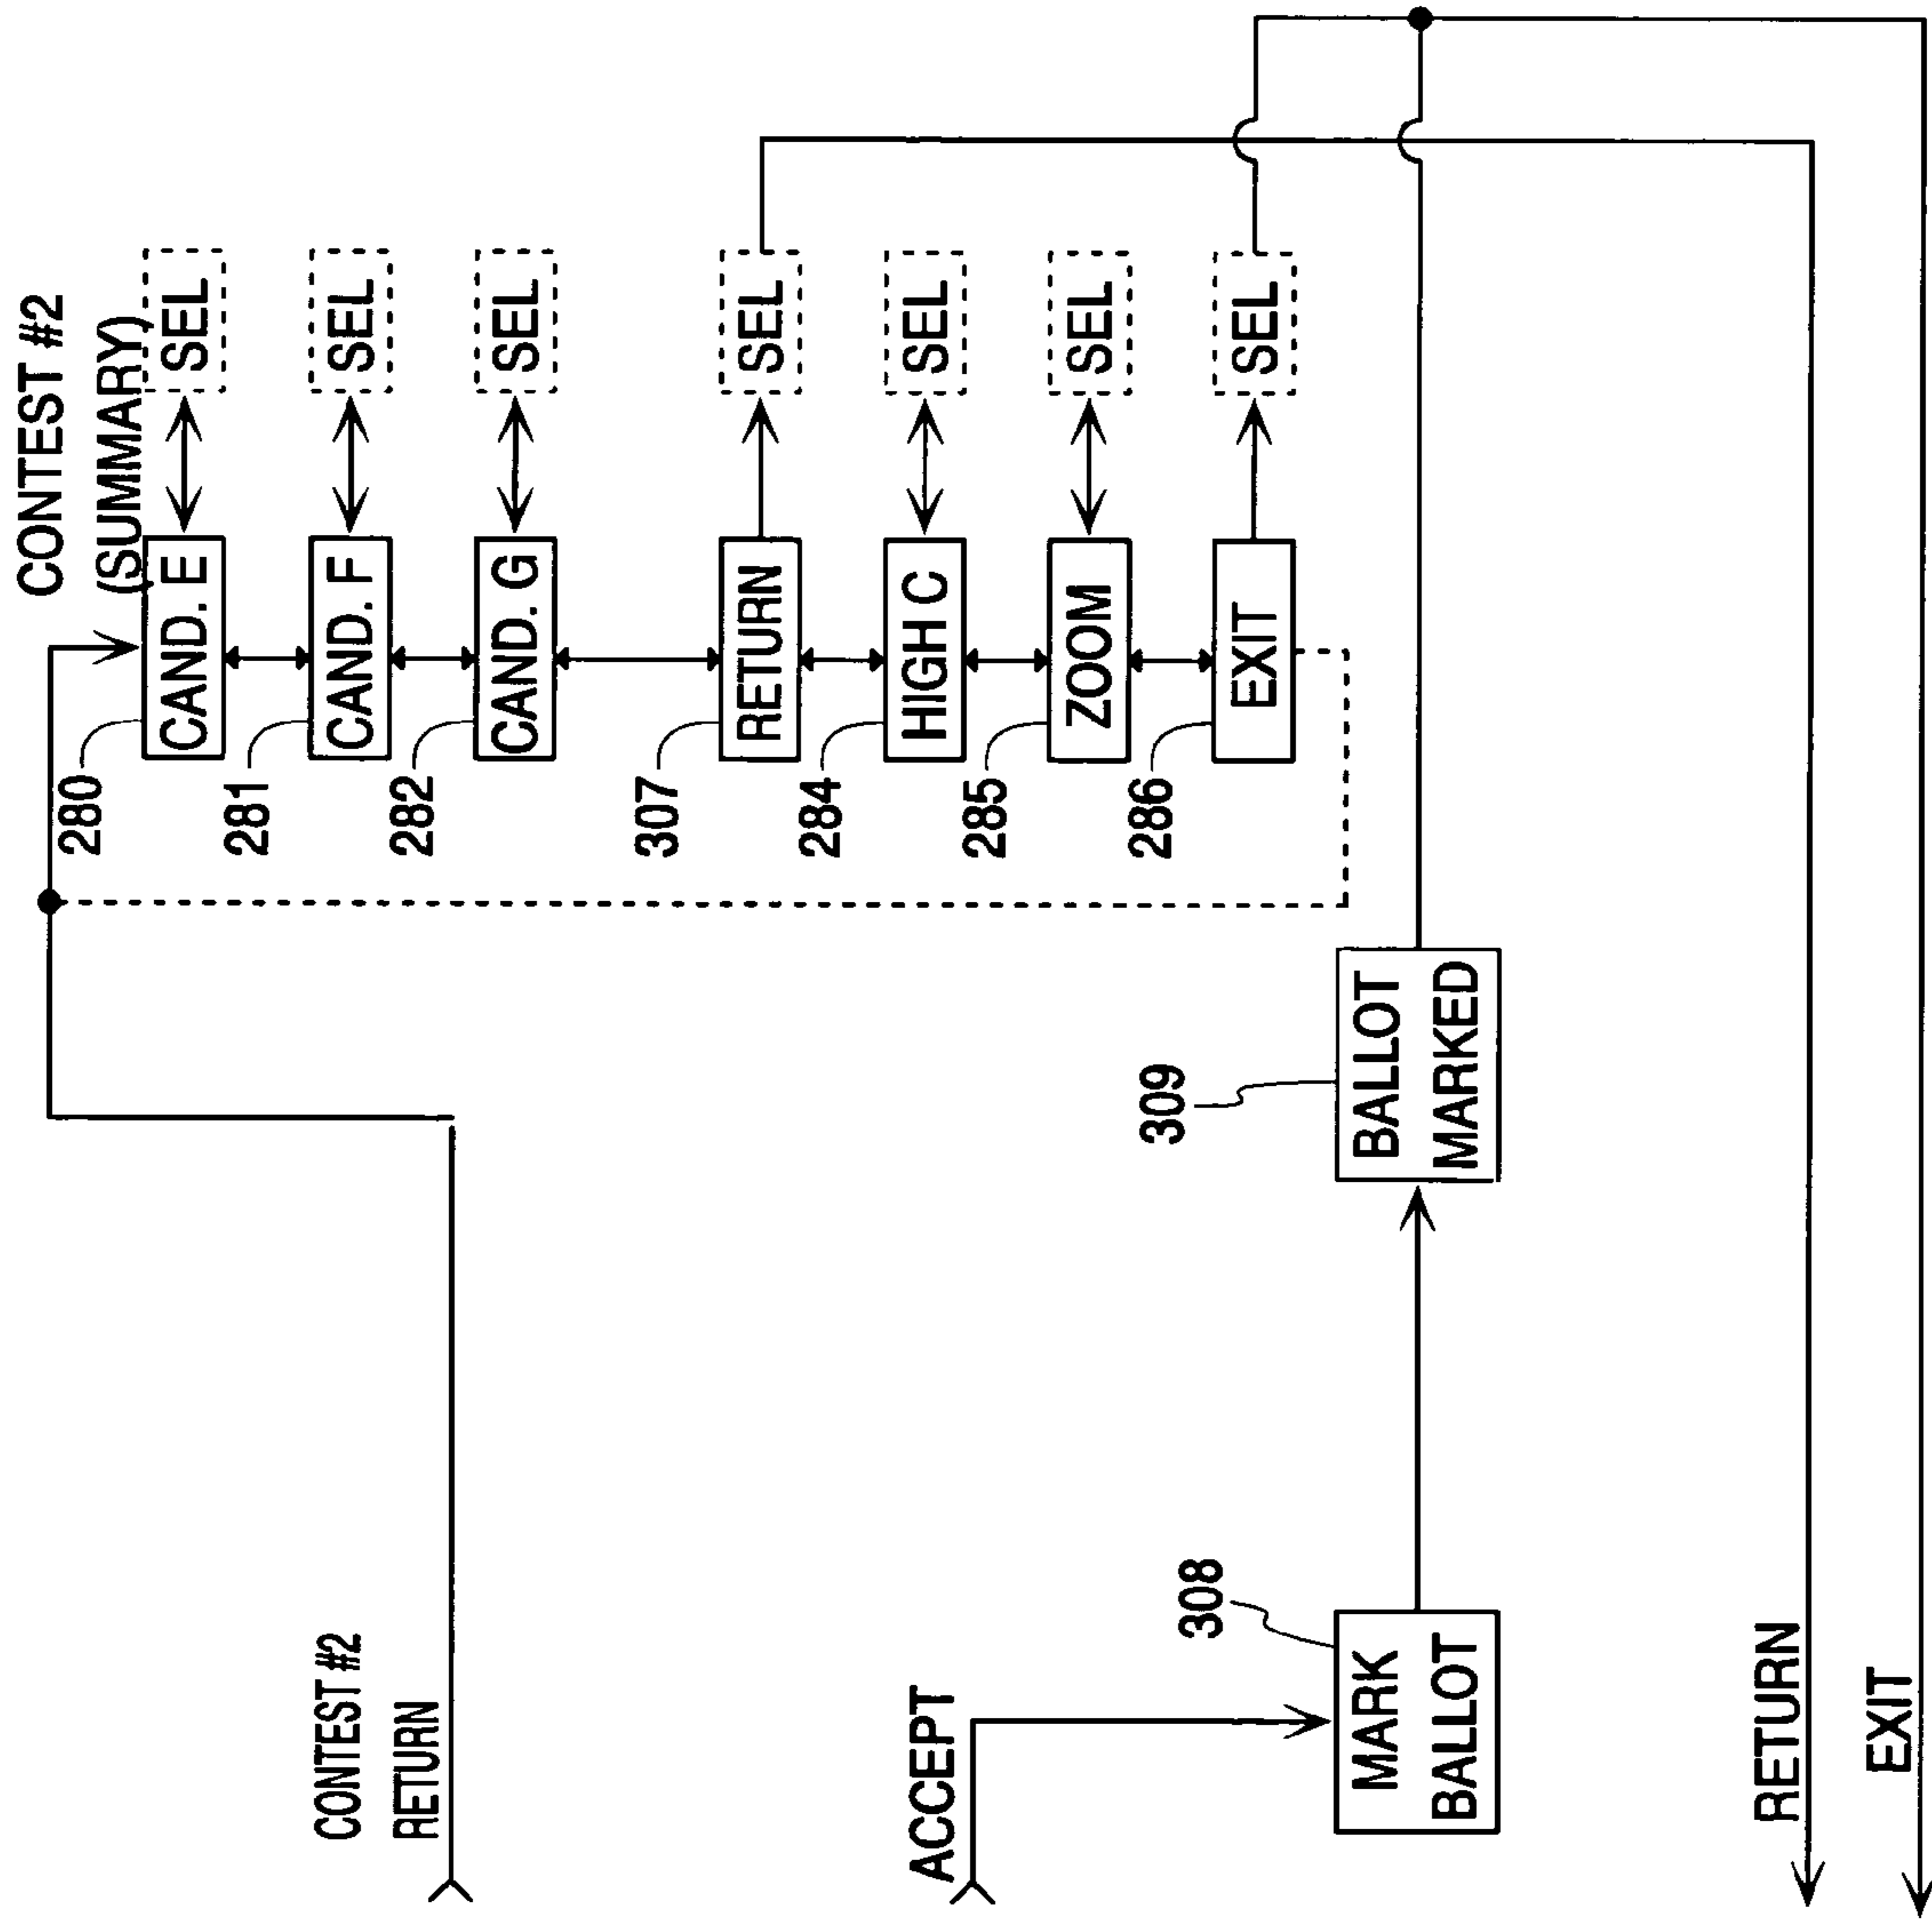 CONTEST #2
(SUMMARY)
280
CAND. E
SEL
281
CAND. F
SEL
282
CAND. G
SEL
307
RETURN
SEL
284
HIGH C
SEL
285
ZOOM
SEL
286
EXIT
SEL
CONTEST #2
RETURN
ACCEPT
308
MARK
BALLOT
309
BALLOT
MARKED
RETURN
EXIT